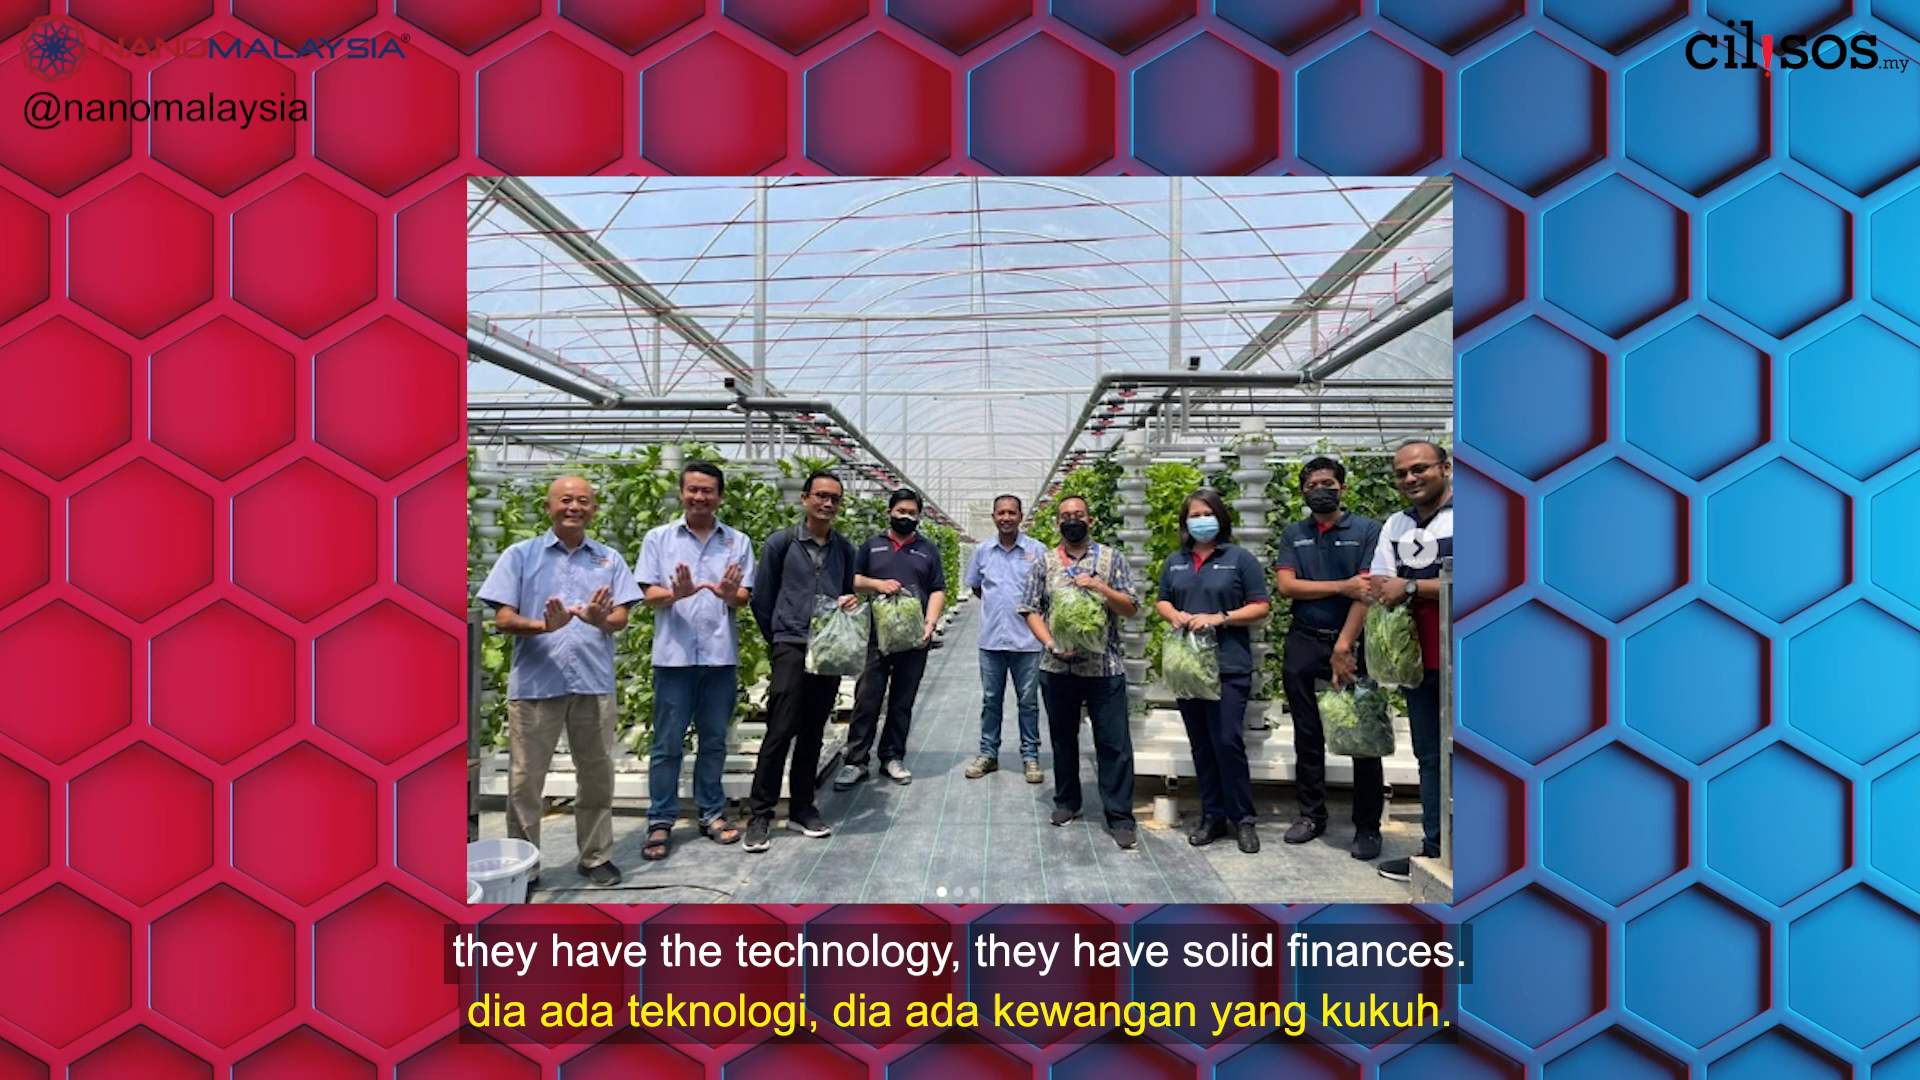 NANOMALAYSIA®
@nanomalaysia
cilisos.my
they have the technology, they have solid finances.
dia ada teknologi, dia ada kewangan yang kukuh.